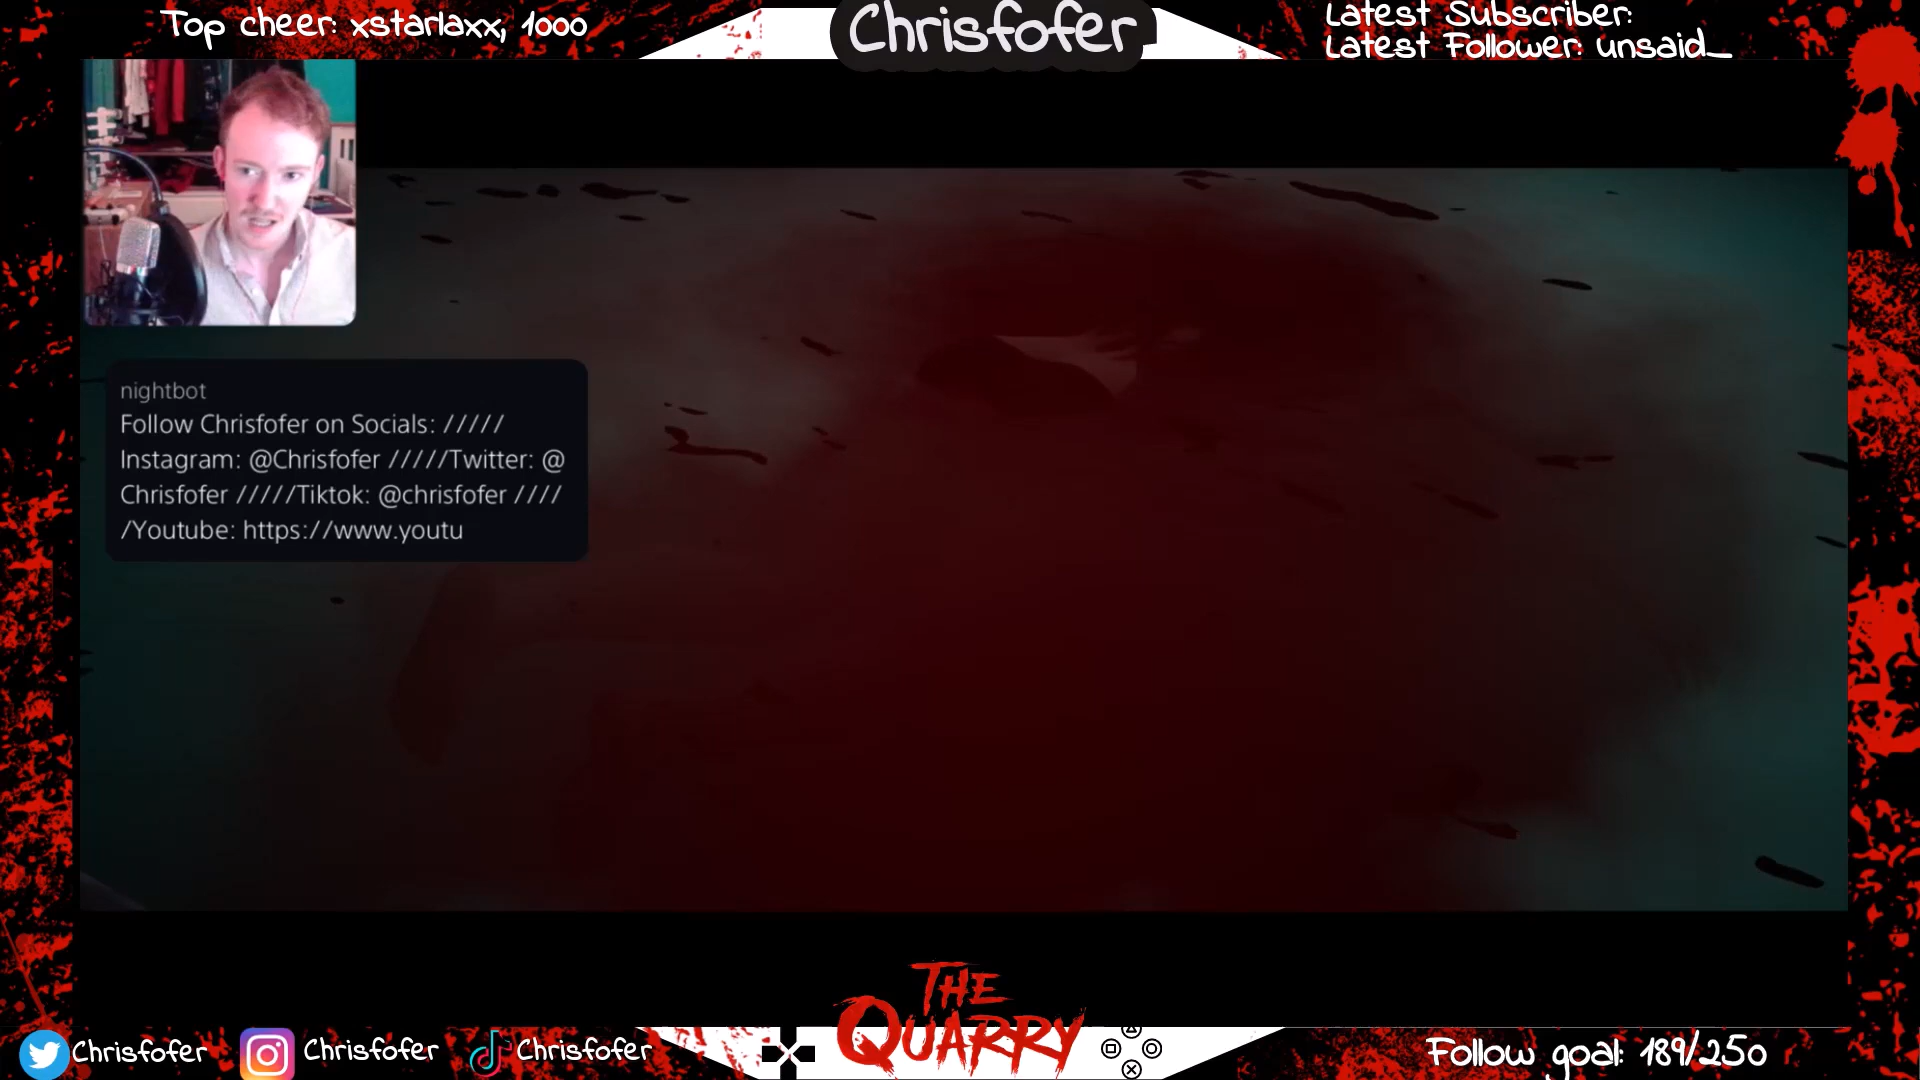 Top cheer: xstarlaxx, 1000
Chrisfofer
Latest Subscriber:
Latest Follower: unsaid_
nightbot
Follow Chrisfofer on Socials: /////
Instagram: @Chrisfofer /////Twitter: @
Chrisfofer /////Tiktok: @chrisfofer ////
/Youtube: https://www.youtu
THE
QUARRY
Chrisfofer
Chrisfofer
Chrisfofer
Follow goal: 189/250